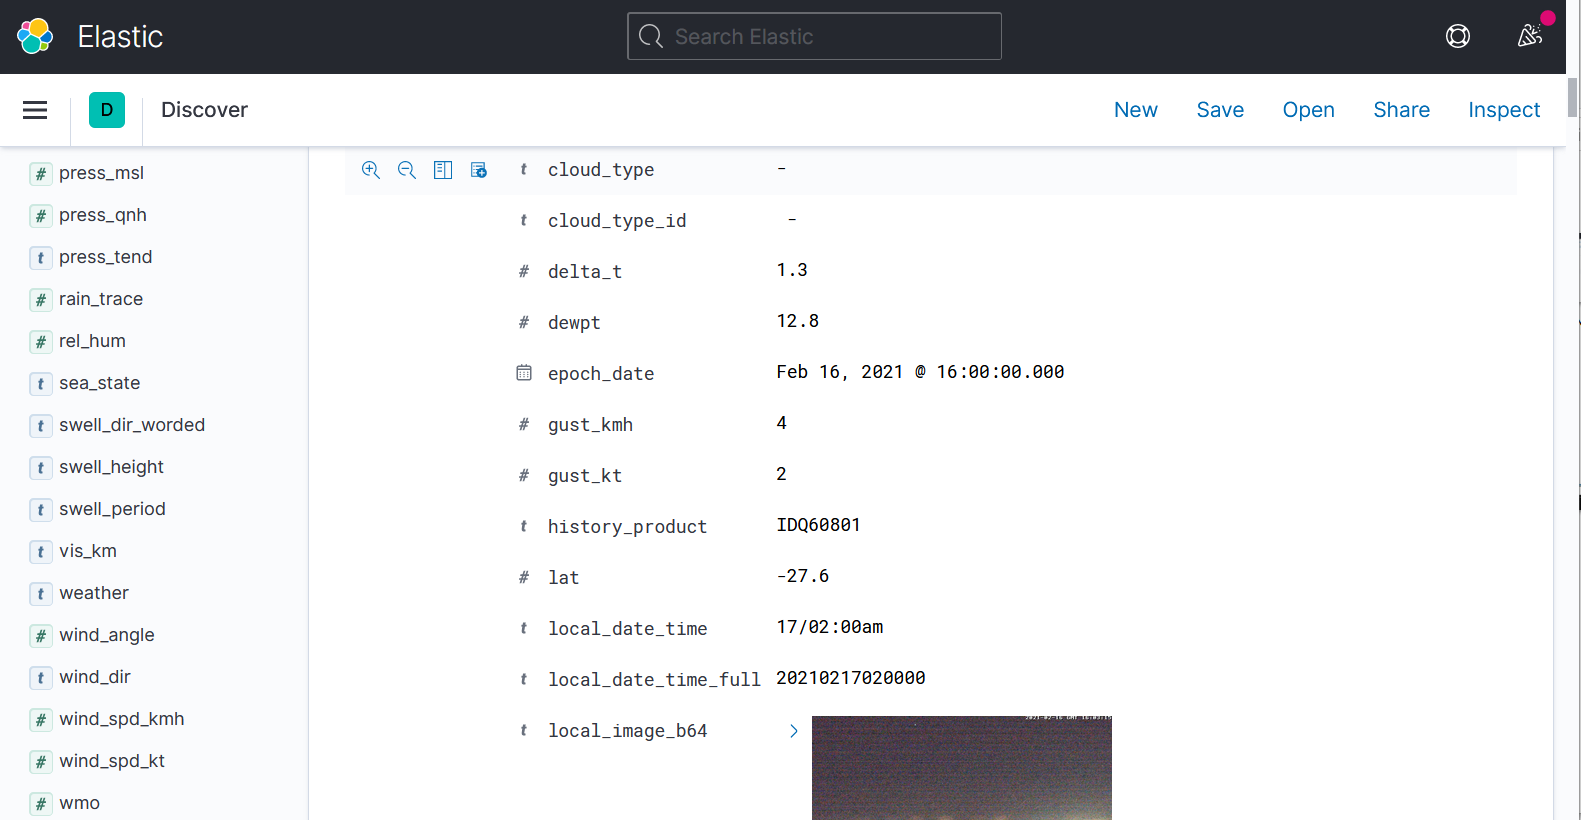 Elastic
Search Elastic
D
Discover
New
Save
Open
Share
Inspect
# press_msl
# press_qnh
t press_tend
# rain_trace
# rel_hum
t sea_state
t swell_dir_worded
t swell_height
t swell_period
t vis_km
t weather
# wind_angle
t wind_dir
# wind_spd_kmh
# wind_spd_kt
# wmo
t cloud_type -
t cloud_type_id -
# delta_t 1.3
# dewpt 12.8
epoch_date Feb 16, 2021 @ 16:00:00.000
# gust_kmh 4
# gust_kt 2
t history_product IDQ60801
# lat -27.6
t local_date_time 17/02:00am
t local_date_time_full 20210217020000
t local_image_b64